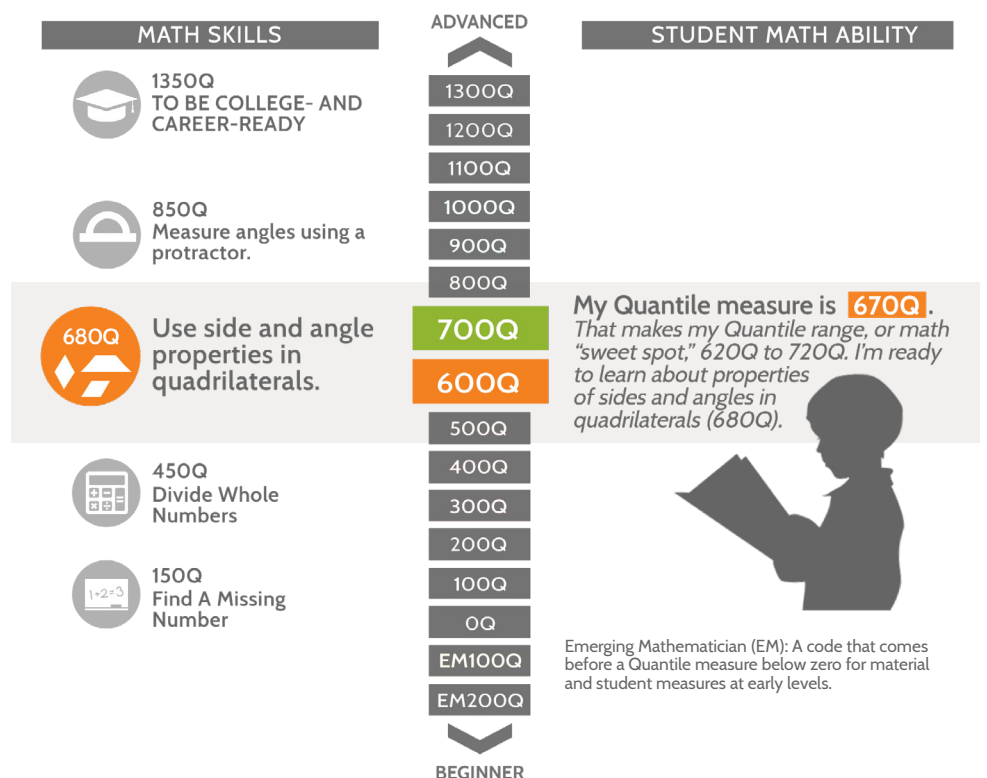 MATH SKILLS
1350Q
TO BE COLLEGE- AND
CAREER-READY
850Q
Measure angles using a
protractor.
680Q
Use side and angle
properties in
quadrilaterals.
450Q
Divide Whole
Numbers
1+2=3
150Q
Find A Missing
Number
ADVANCED
1300Q
1200Q
1100Q
1000Q
900Q
800Q
700Q
600Q
500Q
400Q
300Q
200Q
100Q
0Q
EM100Q
EM200Q
BEGINNER
STUDENT MATH ABILITY
My Quantile measure is 670Q.
That makes my Quantile range, or math
“sweet spot,” 620Q to 720Q. I’m ready
to learn about properties
of sides and angles in
quadrilaterals (680Q).
Emerging Mathematician (EM): A code that comes
before a Quantile measure below zero for material
and student measures at early levels.